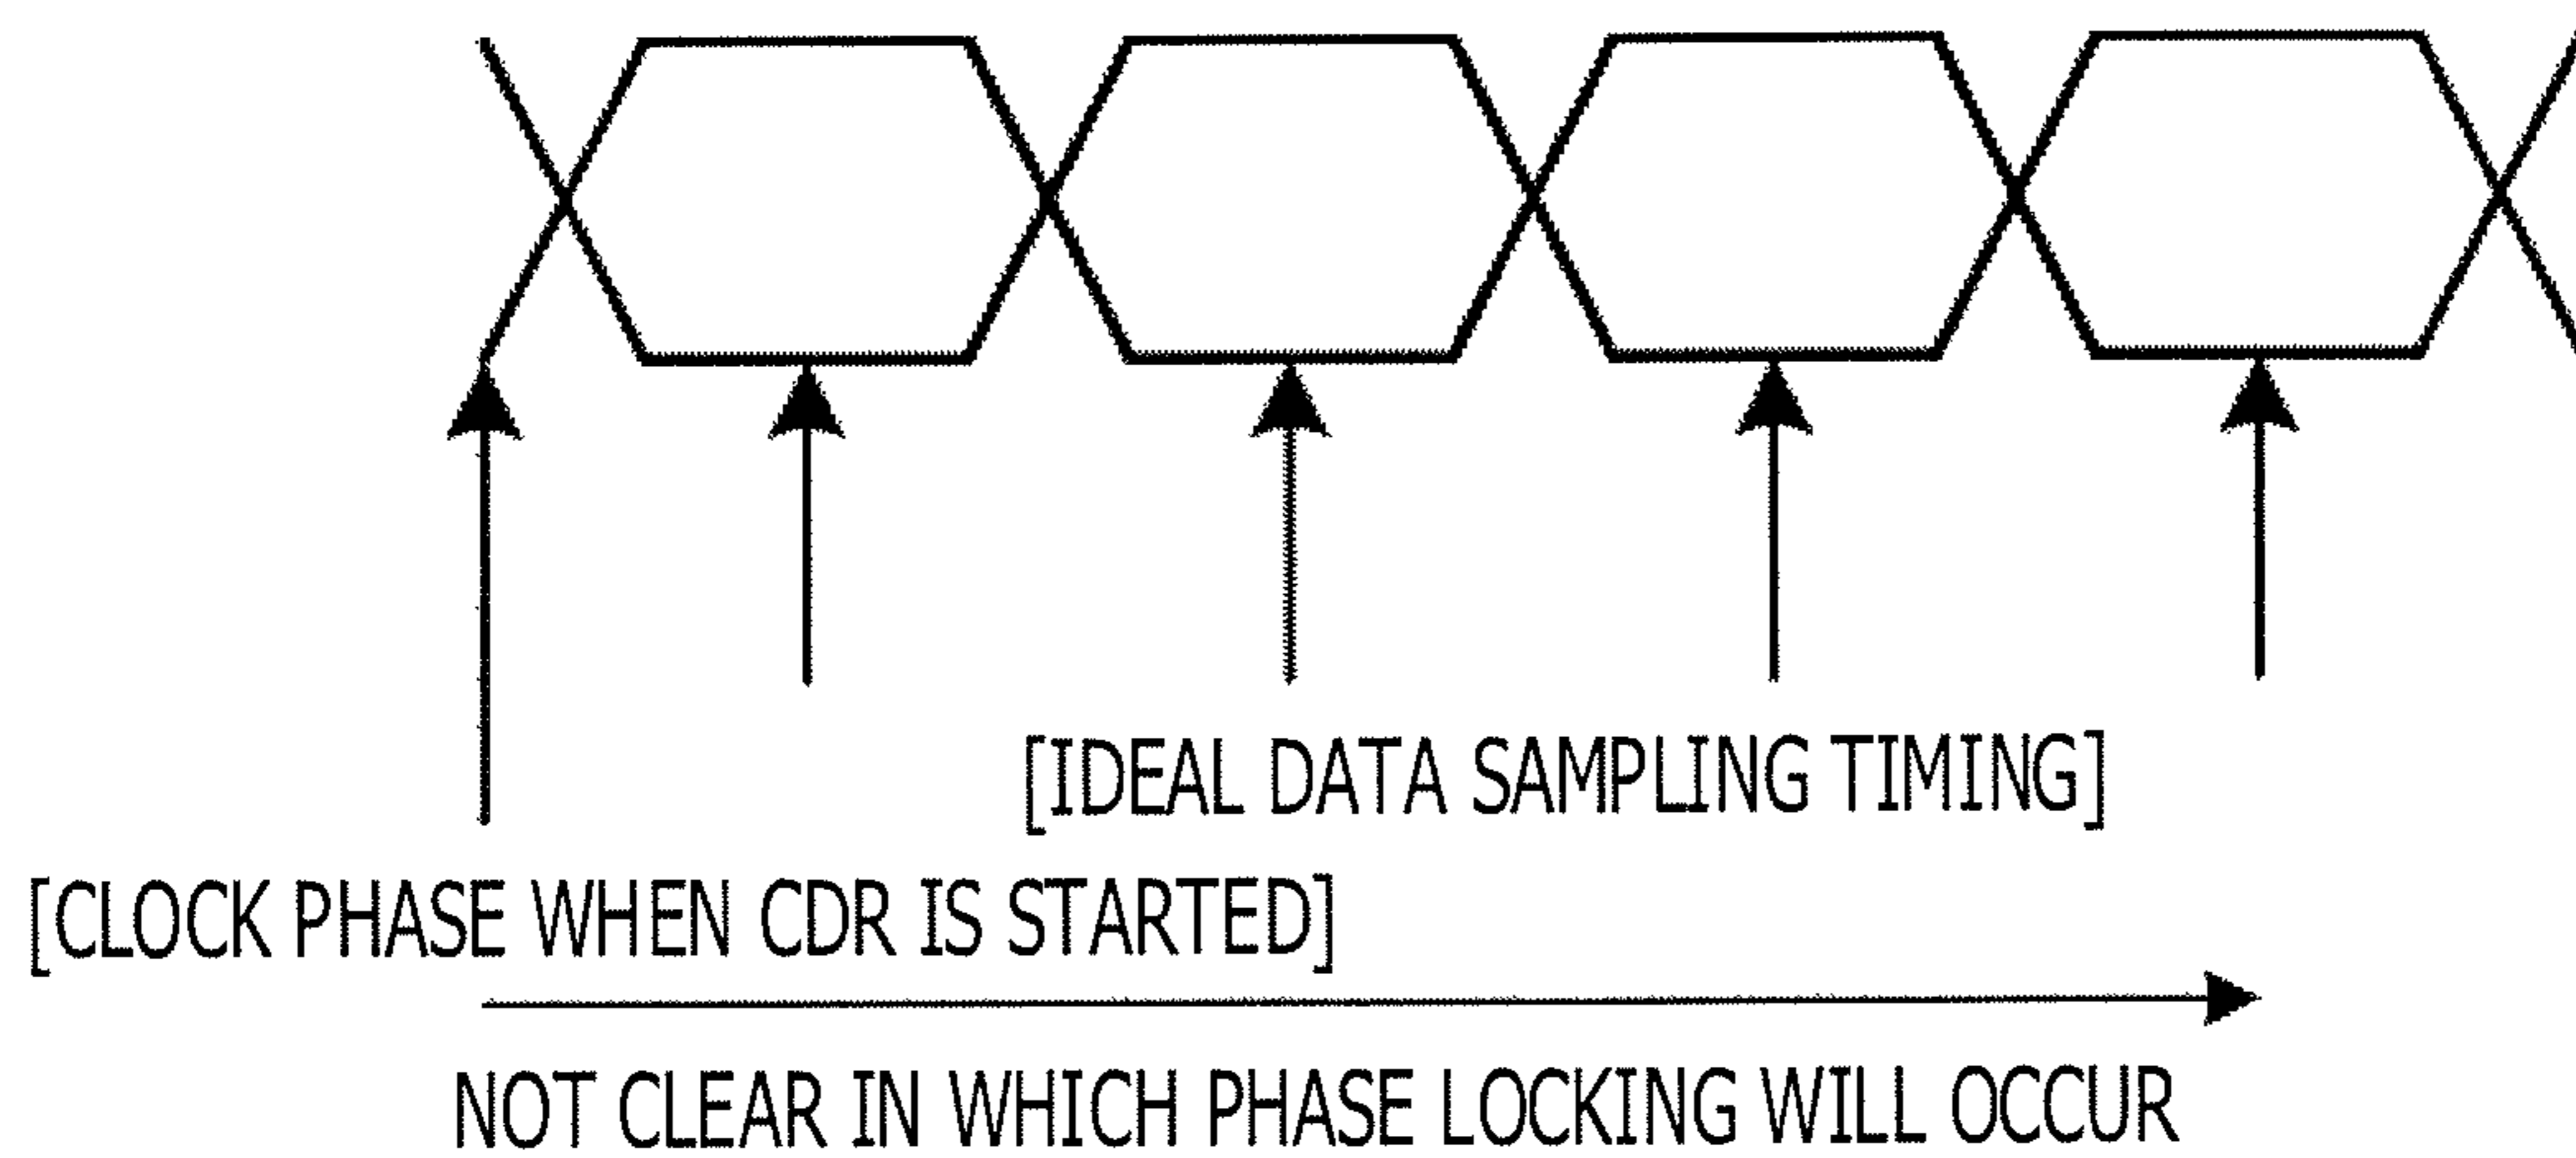 [IDEAL DATA SAMPLING TIMING]
[CLOCK PHASE WHEN CDR IS STARTED]
NOT CLEAR IN WHICH PHASE LOCKING WILL OCCUR